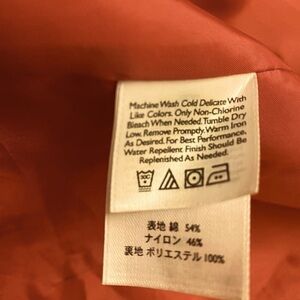 Machine Wash Cold Delicate With
Like Colors. Only Non-Chlorine
Bleach When Needed. Tumble Dry
Low. Remove Promptly. Warm Iron
As Desired. For Best Performance,
Water Repellent Finish Should Be
Replenished As Needed.
30C
表地 綿 54%
ナイロン 46%
裏地 ポリエステル 100%